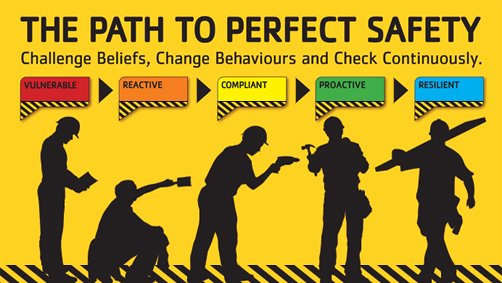 THE PATH TO PERFECT SAFETY
Challenge Beliefs, Change Behaviours and Check Continuously.
VULNERABLE
REACTIVE
COMPLIANT
PROACTIVE
RESILIENT